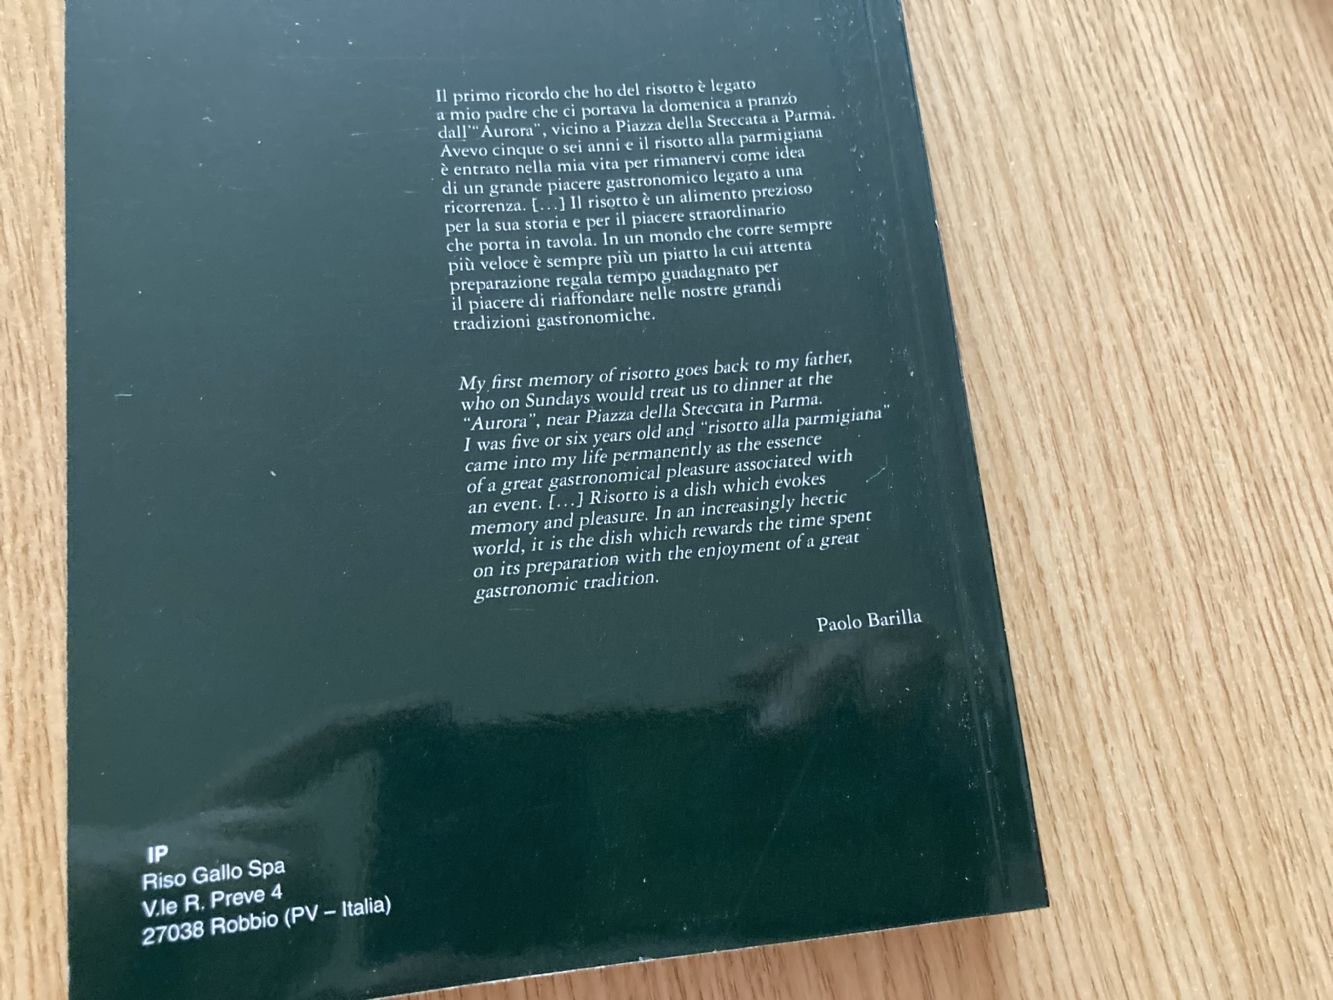 Il primo ricordo che ho del risotto è legato
a mio padre che ci portava la domenica a pranzo
dall'"Aurora", vicino a Piazza della Steccata a Parma.
Avevo cinque o sei anni e il risotto alla parmigiana
è entrato nella mia vita per rimanervi come idea
di un grande piacere gastronomico legato a una
ricorrenza. [...] Il risotto è un alimento prezioso
per la sua storia e per il piacere straordinario
che porta in tavola. In un mondo che corre sempre
più veloce è sempre più un piatto la cui attenta
preparazione regala tempo guadagnato per
il piacere di riaffondare nelle nostre grandi
tradizioni gastronomiche.
My first memory of risotto goes back to my father,
who on Sundays would treat us to dinner at the
"Aurora", near Piazza della Steccata in Parma.
I was five or six years old and "risotto alla parmigiana"
came into my life permanently as the essence
of a great gastronomical pleasure associated with
an event. [...] Risotto is a dish which evokes
memory and pleasure. In an increasingly hectic
world, it is the dish which rewards the time spent
on its preparation with the enjoyment of a great
gastronomic tradition.
Paolo Barilla
IP
Riso Gallo Spa
V.le R. Preve 4
27038 Robbio (PV – Italia)